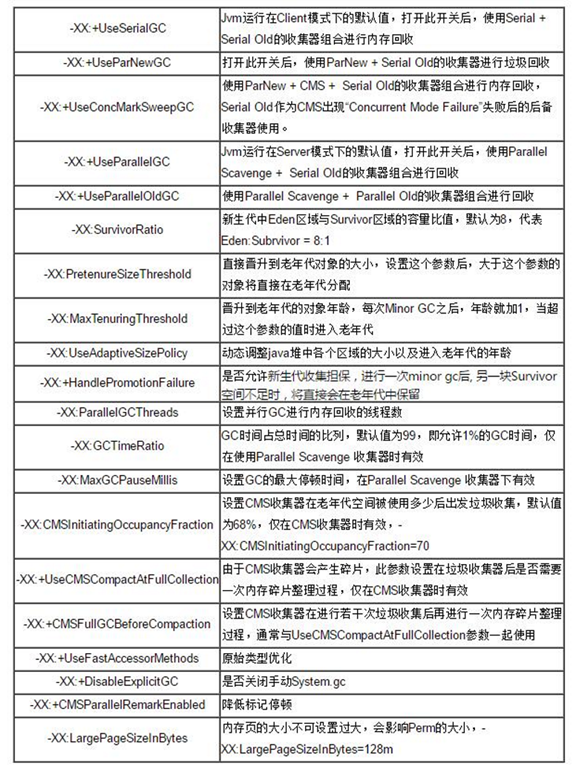 -XX:+UseSerialGC
Jvm运行在Client模式下的默认值，打开此开关后，使用Serial +
Serial Old的收集器组合进行内存回收
-XX:+UseParNewGC
打开此开关后，使用ParNew + Serial Old的收集器进行垃圾回收
-XX:+UseConcMarkSweepGC
使用ParNew + CMS + Serial Old的收集器组合进行内存回收，
Serial Old作为CMS出现“Concurrent Mode Failure”失败后的后备
收集器使用。
-XX:+UseParallelGC
Jvm运行在Server模式下的默认值，打开此开关后，使用Parallel
Scavenge + Serial Old的收集器组合进行回收
-XX:+UseParallelOldGC
使用Parallel Scavenge + Parallel Old的收集器组合进行回收
-XX:SurvivorRatio
新生代中Eden区域与Survivor区域的容量比值，默认为8，代表
Eden:Subrvivor = 8:1
-XX:PretenureSizeThreshold
直接晋升到老年代对象的大小，设置这个参数后，大于这个参数的
对象将直接在老年代分配
-XX:MaxTenuringThreshold
晋升到老年代的对象年龄，每次Minor GC之后，年龄就加1，当超
过这个参数的值时进入老年代
-XX:UseAdaptiveSizePolicy
动态调整java堆中各个区域的大小以及进入老年代的年龄
-XX:+HandlePromotionFailure
是否允许新生代收集担保，进行一次minor gc后, 另一块Survivor
空间不足时，将直接会在老年代中保留
-XX:ParallelGCThreads
设置并行GC进行内存回收的线程数
-XX:GCTimeRatio
GC时间占总时间的比列，默认值为99，即允许1%的GC时间，仅
在使用Parallel Scavenge 收集器时有效
-XX:MaxGCPauseMillis
设置GC的最大停顿时间，在Parallel Scavenge 收集器下有效
-XX:CMSInitiatingOccupancyFraction
设置CMS收集器在老年代空间被使用多少后出发垃圾收集，默认值
为68%，仅在CMS收集器时有效，-
XX:CMSInitiatingOccupancyFraction=70
-XX:+UseCMSCompactAtFullCollection
由于CMS收集器会产生碎片，此参数设置在垃圾收集器后是否需要
一次内存碎片整理过程，仅在CMS收集器时有效
-XX:+CMSFullGCBeforeCompaction
设置CMS收集器在进行若干次垃圾收集后再进行一次内存碎片整理
过程，通常与UseCMSCompactAtFullCollection参数一起使用
-XX:+UseFastAccessorMethods
原始类型优化
-XX:+DisableExplicitGC
是否关闭手动System.gc
-XX:+CMSParallelRemarkEnabled
降低标记停顿
-XX:LargePageSizeInBytes
内存页的大小不可设置过大，会影响Perm的大小，-
XX:LargePageSizeInBytes=128m